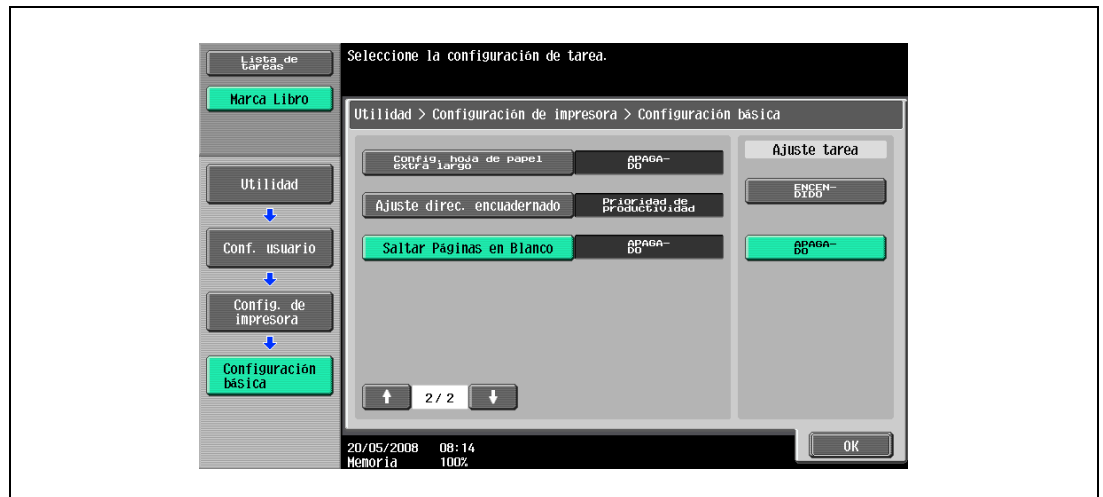 Lista de
tareas
Seleccione la configuración de tarea.
Marca Libro
Utilidad > Configuración de impresora > Configuración básica
Config. hoja de papel
extra largo
APAGA-
DO
Ajuste tarea
Utilidad
ENCEN-
DIDO
Ajuste direc. encuadernado
Prioridad de
productividad
Conf. usuario
Saltar Páginas en Blanco
APAGA-
DO
APAGA-
DO
Config. de
impresora
Configuración
básica
2/2
20/05/2008 08:14
Memoria 100%
OK